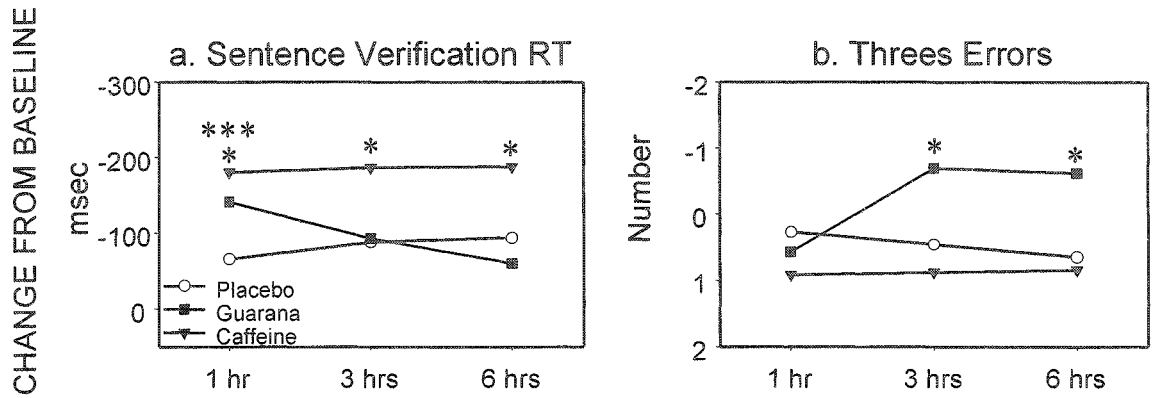 CHANGE FROM BASELINE
a. Sentence Verification RT
msec
-300
-200
-100
0
***
*
*
*
Placebo
Guarana
Caffeine
1 hr
3 hrs
6 hrs
b. Threes Errors
Number
-2
-1
0
1
2
*
*
1 hr
3 hrs
6 hrs